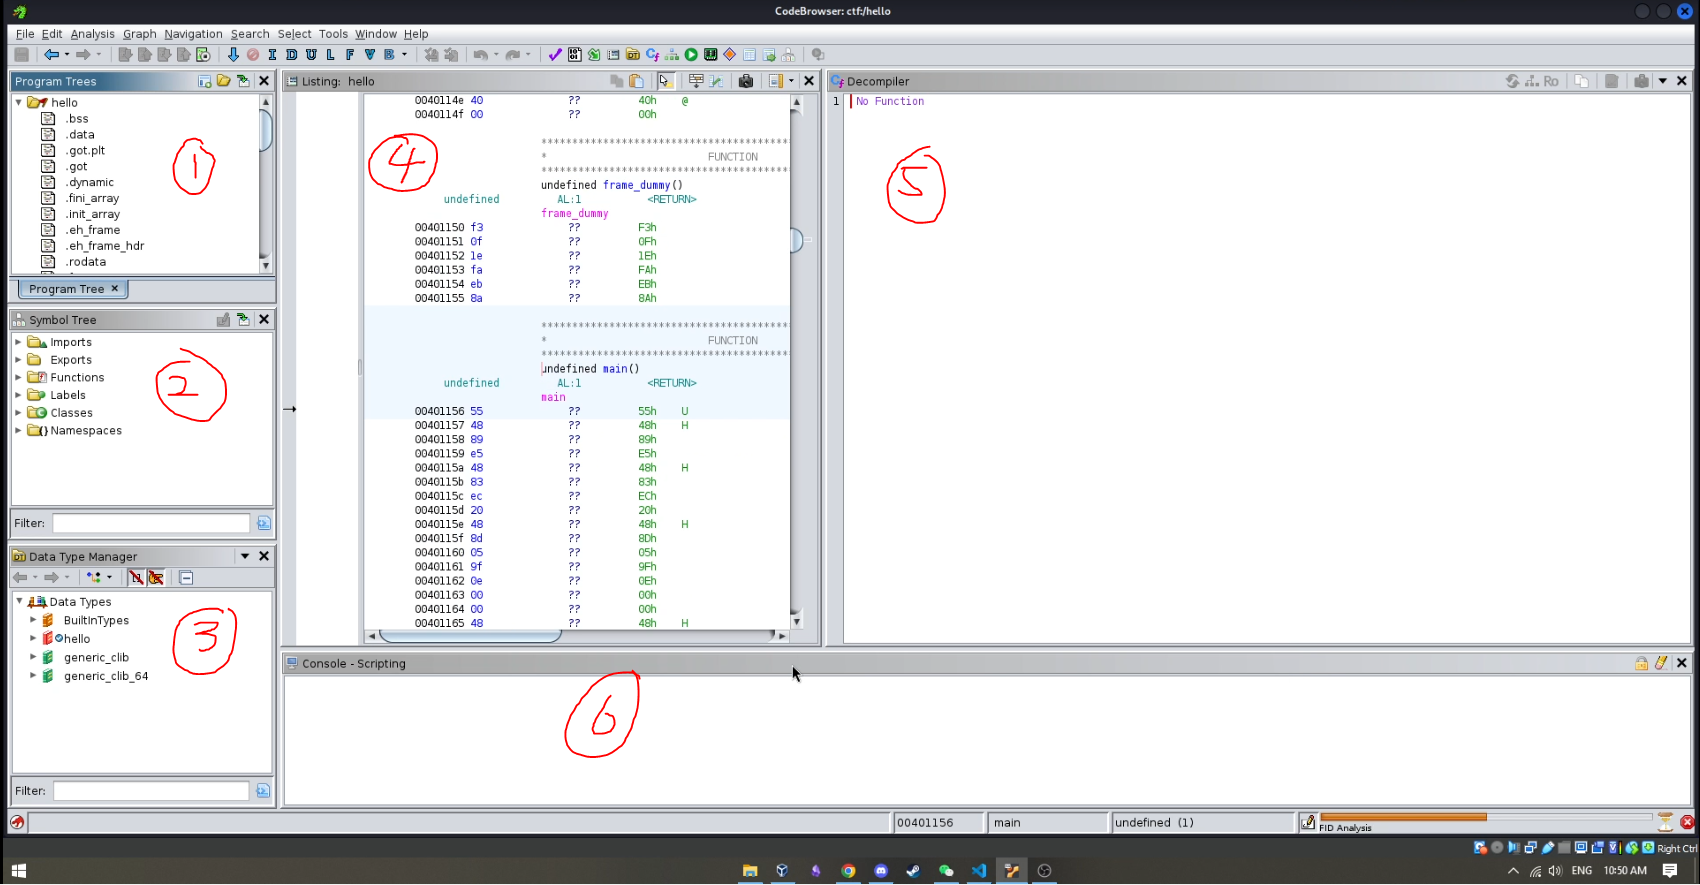 CodeBrowser: ctf:/hello
File Edit Analysis Graph Navigation Search Select Tools Window Help
I D U L F V B
Program Trees
hello
.bss
.data
.got.plt
.got
.dynamic
.fini_array
.init_array
.eh_frame
.eh_frame_hdr
.rodata
Program Tree ×
1
Symbol Tree
Imports
Exports
Functions
Labels
Classes
Namespaces
Filter:
2
Data Type Manager
Data Types
BuiltInTypes
hello
generic_clib
generic_clib_64
Filter:
3
Listing: hello
0040114e 40 ?? 40h @
0040114f 00 ?? 00h
4
******************************************
* FUNCTION
******************************************
undefined frame_dummy()
undefined AL:1 <RETURN>
frame_dummy
00401150 f3 ?? F3h
00401151 0f ?? 0Fh
00401152 1e ?? 1Eh
00401153 fa ?? FAh
00401154 eb ?? EBh
00401155 8a ?? 8Ah
******************************************
* FUNCTION
******************************************
undefined main()
undefined AL:1 <RETURN>
main
00401156 55 ?? 55h U
00401157 48 ?? 48h H
00401158 89 ?? 89h
00401159 e5 ?? E5h
0040115a 48 ?? 48h H
0040115b 83 ?? 83h
0040115c ec ?? ECh
0040115d 20 ?? 20h
0040115e 48 ?? 48h H
0040115f 8d ?? 8Dh
00401160 05 ?? 05h
00401161 9f ?? 9Fh
00401162 0e ?? 0Eh
00401163 00 ?? 00h
00401164 00 ?? 00h
00401165 48 ?? 48h H
Decompiler
Ro
1 No Function
5
Console - Scripting
6
00401156 main undefined (1)
FID Analysis
Right Ctrl
ENG 10:50 AM